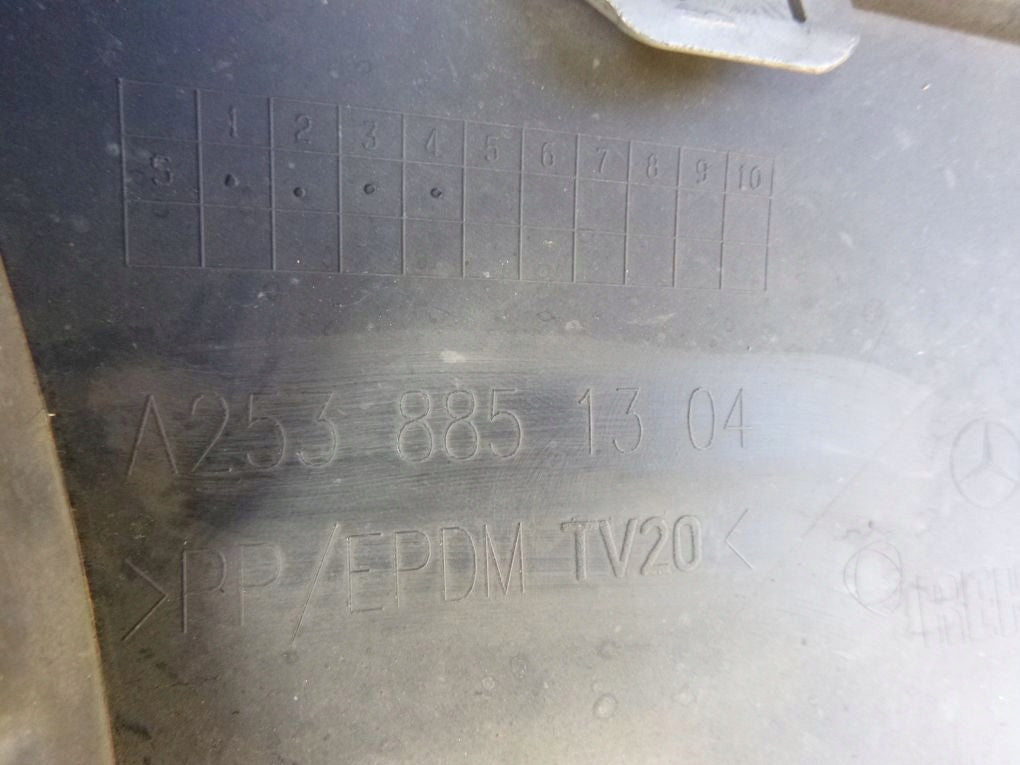 1 2 3 4 5 6 7 8 9 10
S
A253 885 13 04
>PP/EPDM TV20<